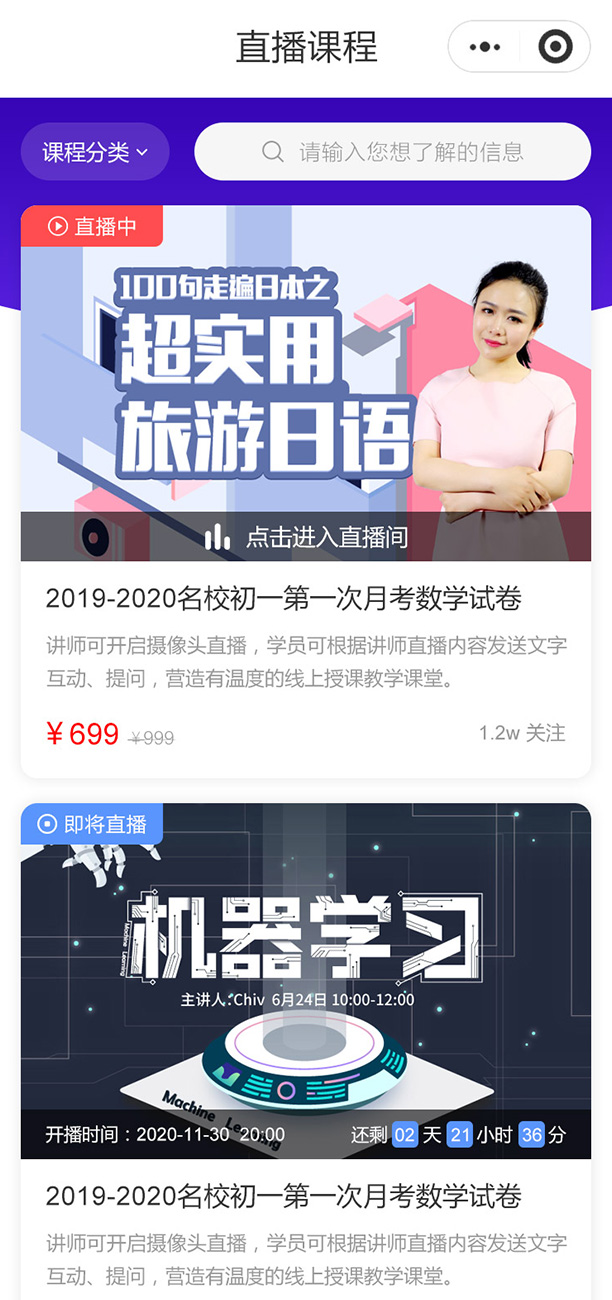 直播课程
课程分类
请输入您想了解的信息
直播中
100句走遍日本之
超实用
旅游日语
点击进入直播间
2019-2020名校初一第一次月考数学试卷
讲师可开启摄像头直播，学员可根据讲师直播内容发送文字
互动、提问，营造有温度的线上授课教学课堂。
¥699 ¥999
1.2w 关注
即将直播
机器学习
Machine Learning
主讲人:Chiv 6月24日 10:00-12:00
Machine Learning
开播时间：2020-11-30 20:00
还剩 02 天 21 小时 36 分
2019-2020名校初一第一次月考数学试卷
讲师可开启摄像头直播，学员可根据讲师直播内容发送文字
互动、提问，营造有温度的线上授课教学课堂。